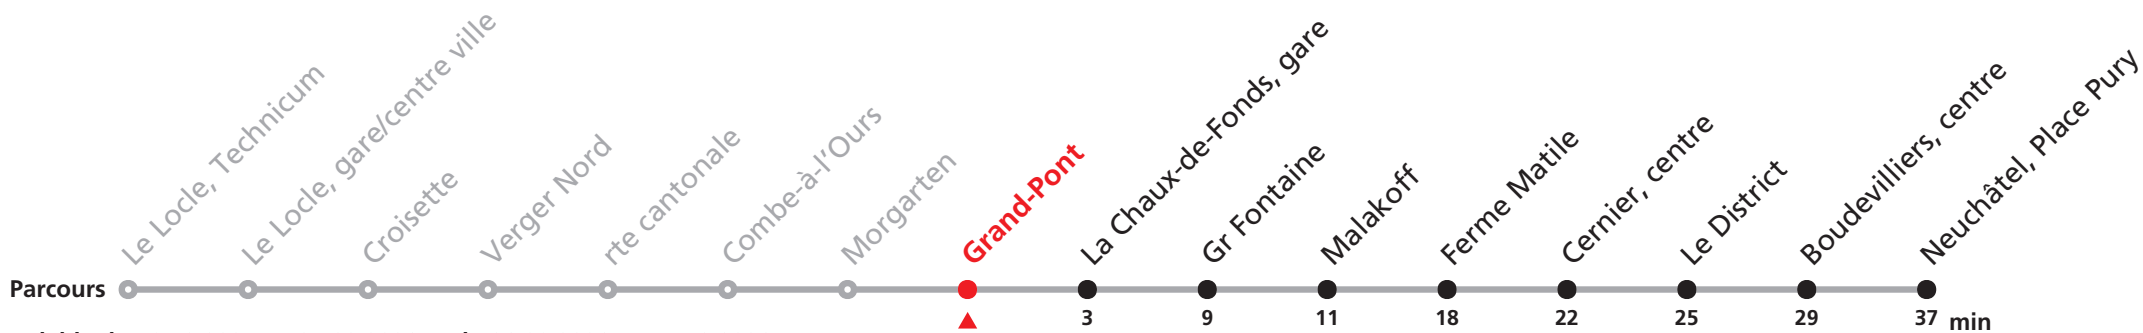 Le Locle, Technicum
Le Locle, gare/centre ville
Croisette
Verger Nord
rte cantonale
Combe-à-l'Ours
Morgarten
Grand-Pont
La Chaux-de-Fonds, gare
Gr Fontaine
Malakoff
Ferme Matile
Cernier, centre
Le District
Boudevilliers, centre
Neuchâtel, Place Pury
Parcours
3 9 11 18 22 25 29 37 min